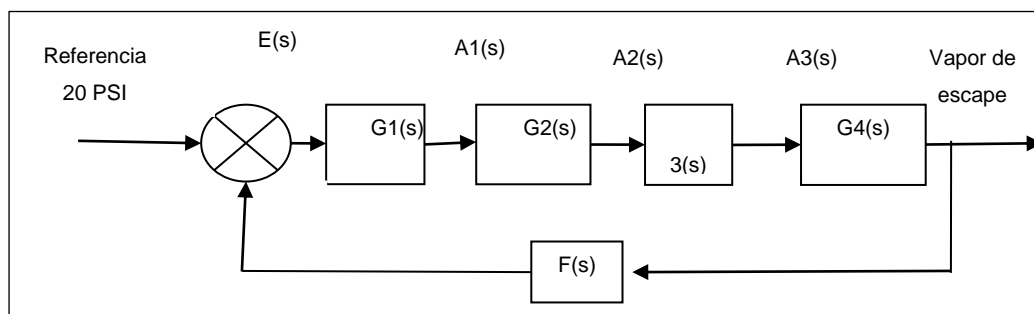 Referencia
20 PSI
E(s)
A1(s)
A2(s)
A3(s)
Vapor de
escape
G1(s)
G2(s)
3(s)
G4(s)
F(s)